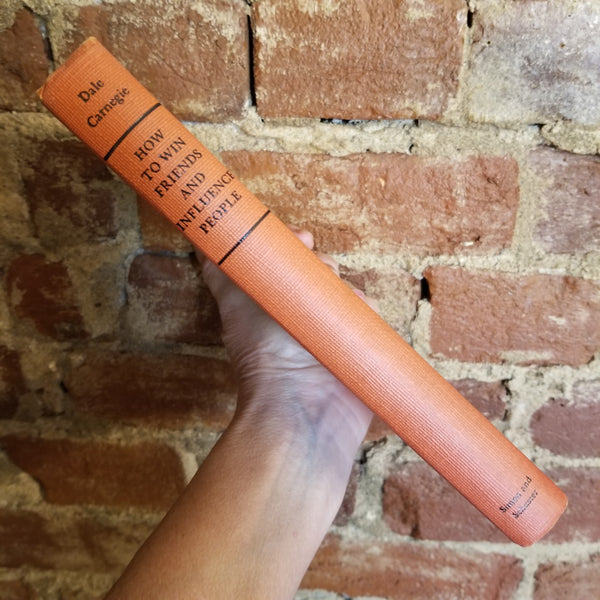 Dale
Carnegie
HOW
TO WIN
FRIENDS
AND
INFLUENCE
PEOPLE
Simon and
Schuster